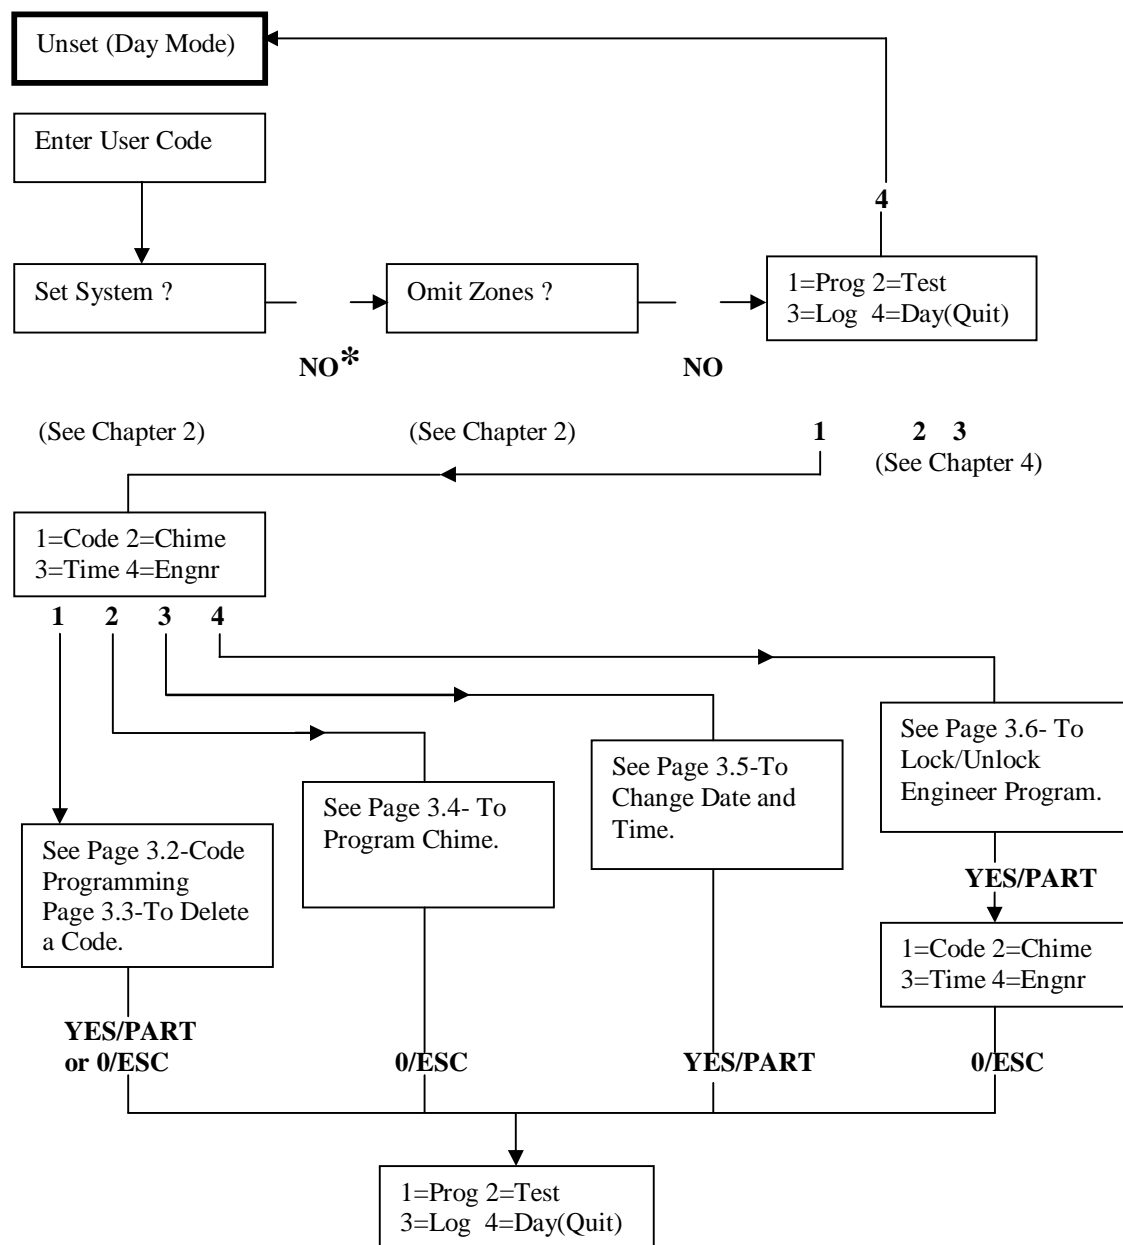 Unset (Day Mode)
Enter User Code
4
Set System ?
Omit Zones ?
1=Prog 2=Test
3=Log 4=Day(Quit)
NO*
NO
(See Chapter 2)
(See Chapter 2)
1 2 3
(See Chapter 4)
1=Code 2=Chime
3=Time 4=Engnr
1 2 3 4
See Page 3.2-Code
Programming
Page 3.3-To Delete
a Code.
See Page 3.4- To
Program Chime.
See Page 3.5-To
Change Date and
Time.
See Page 3.6- To
Lock/Unlock
Engineer Program.
YES/PART
1=Code 2=Chime
3=Time 4=Engnr
YES/PART
or 0/ESC
0/ESC
YES/PART
0/ESC
1=Prog 2=Test
3=Log 4=Day(Quit)